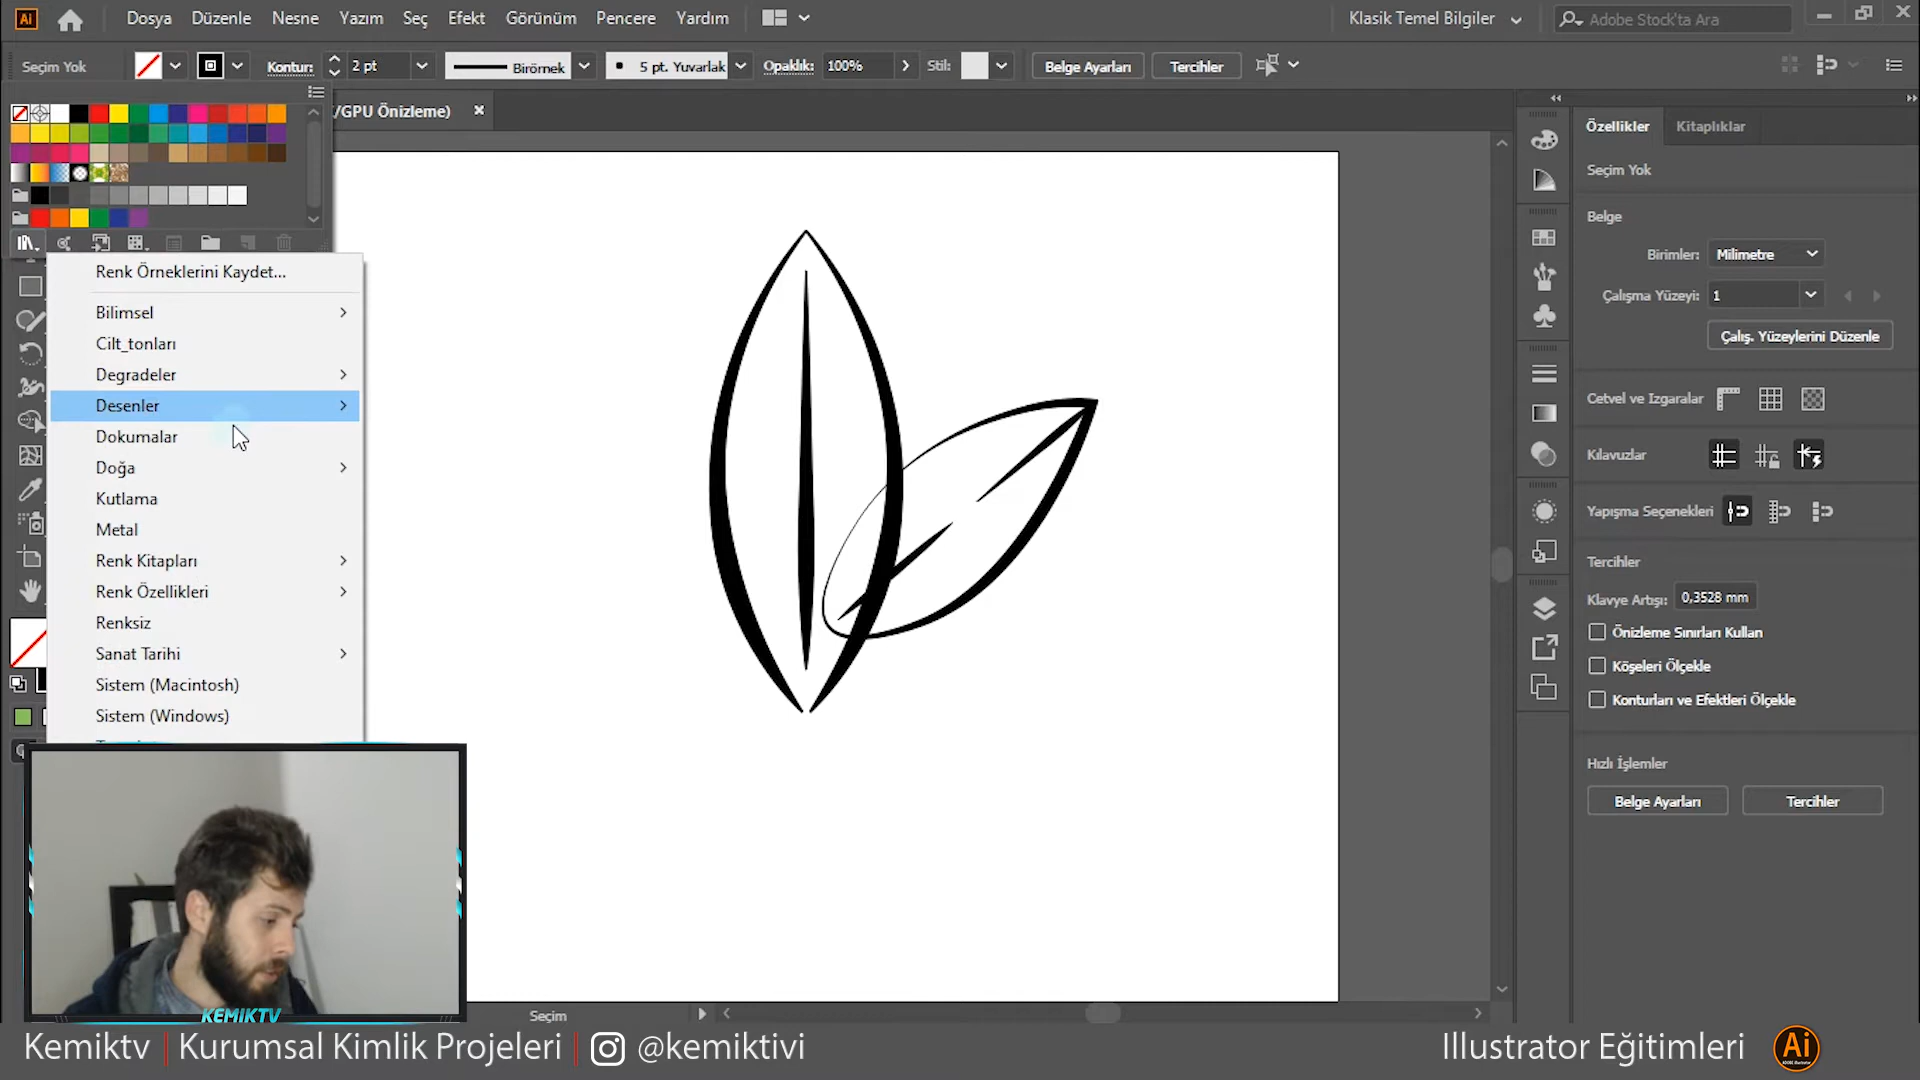 Ai
Dosya Düzenle Nesne Yazım Seç Efekt Görünüm Pencere Yardım
Klasik Temel Bilgiler
Adobe Stock'ta Ara
Seçim Yok
Kontur: 2 pt
Birörnek
5 pt. Yuvarlak
Opaklık: 100%
Stil:
Belge Ayarları
Tercihler
/GPU Önizleme) ×
Özellikler Kitaplıklar
Seçim Yok
Belge
Birimler: Milimetre
Çalışma Yüzeyi: 1
Çalış. Yüzeylerini Düzenle
Cetvel ve Izgaralar
Kılavuzlar
Yapışma Seçenekleri
Tercihler
Klavye Artışı: 0,3528 mm
Önizleme Sınırları Kullan
Köşeleri Ölçekle
Konturları ve Efektleri Ölçekle
Hızlı İşlemler
Belge Ayarları Tercihler
Renk Örneklerini Kaydet...
Bilimsel
Cilt_tonları
Degradeler
Desenler
Dokumalar
Doğa
Kutlama
Metal
Renk Kitapları
Renk Özellikleri
Renksiz
Sanat Tarihi
Sistem (Macintosh)
Sistem (Windows)
KEMIKTV
Seçim
Kemiktv | Kurumsal Kimlik Projeleri | @kemiktivi
Illustrator Eğitimleri Ai